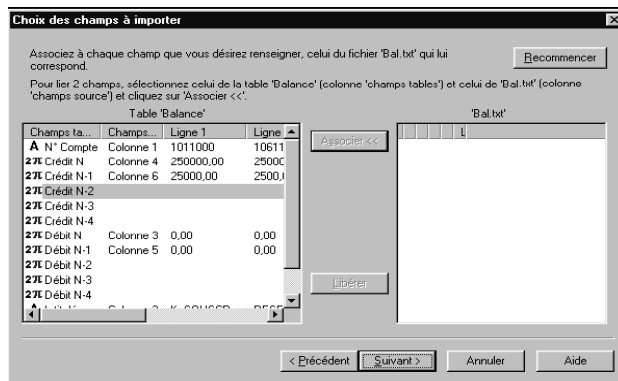 Choix des champs à importer
Associez à chaque champ que vous désirez renseigner, celui du fichier 'Bal.txt' qui lui
correspond.
Recommencer
Pour lier 2 champs, sélectionnez celui de la table 'Balance' (colonne 'champs tables') et celui de 'Bal.txt' (colonne
'champs source') et cliquez sur 'Associer <<'.
Table 'Balance'
'Bal.txt'
Champs ta... Champs... Ligne 1 Ligne
A N° Compte Colonne 1 1011000 10611
Crédit N Colonne 4 250000,00 2500C
Crédit N-1 Colonne 6 25000,00 2500,
Crédit N-2
Crédit N-3
Crédit N-4
Débit N Colonne 3 0,00 0,00
Débit N-1 Colonne 5 0,00 0,00
Débit N-2
Débit N-3
Débit N-4
Associer <<
Libérer
L
< Précédent Suivant > Annuler Aide